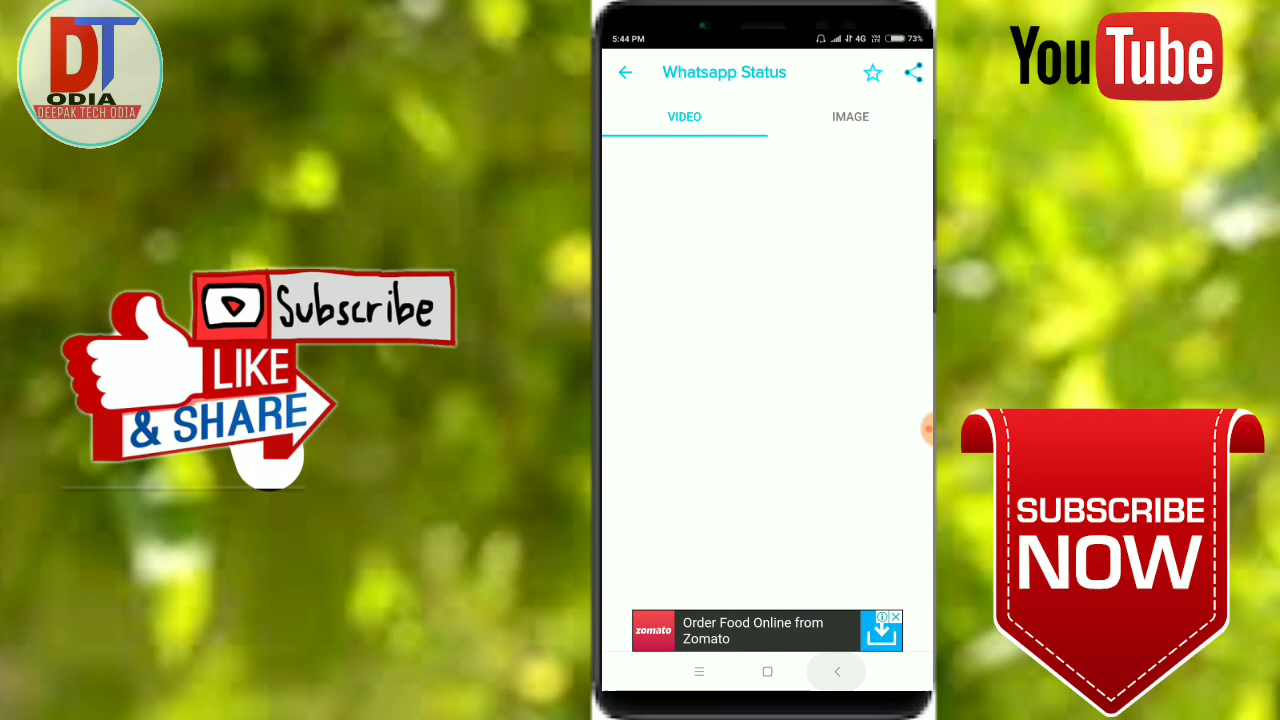 DT
ODIA
DEEPAK TECH ODIA
Subscribe
LIKE
& SHARE
5:44 PM
4G
VoLTE
73%
Whatsapp Status
VIDEO
IMAGE
zomato
Order Food Online from
Zomato
YouTube
SUBSCRIBE
NOW